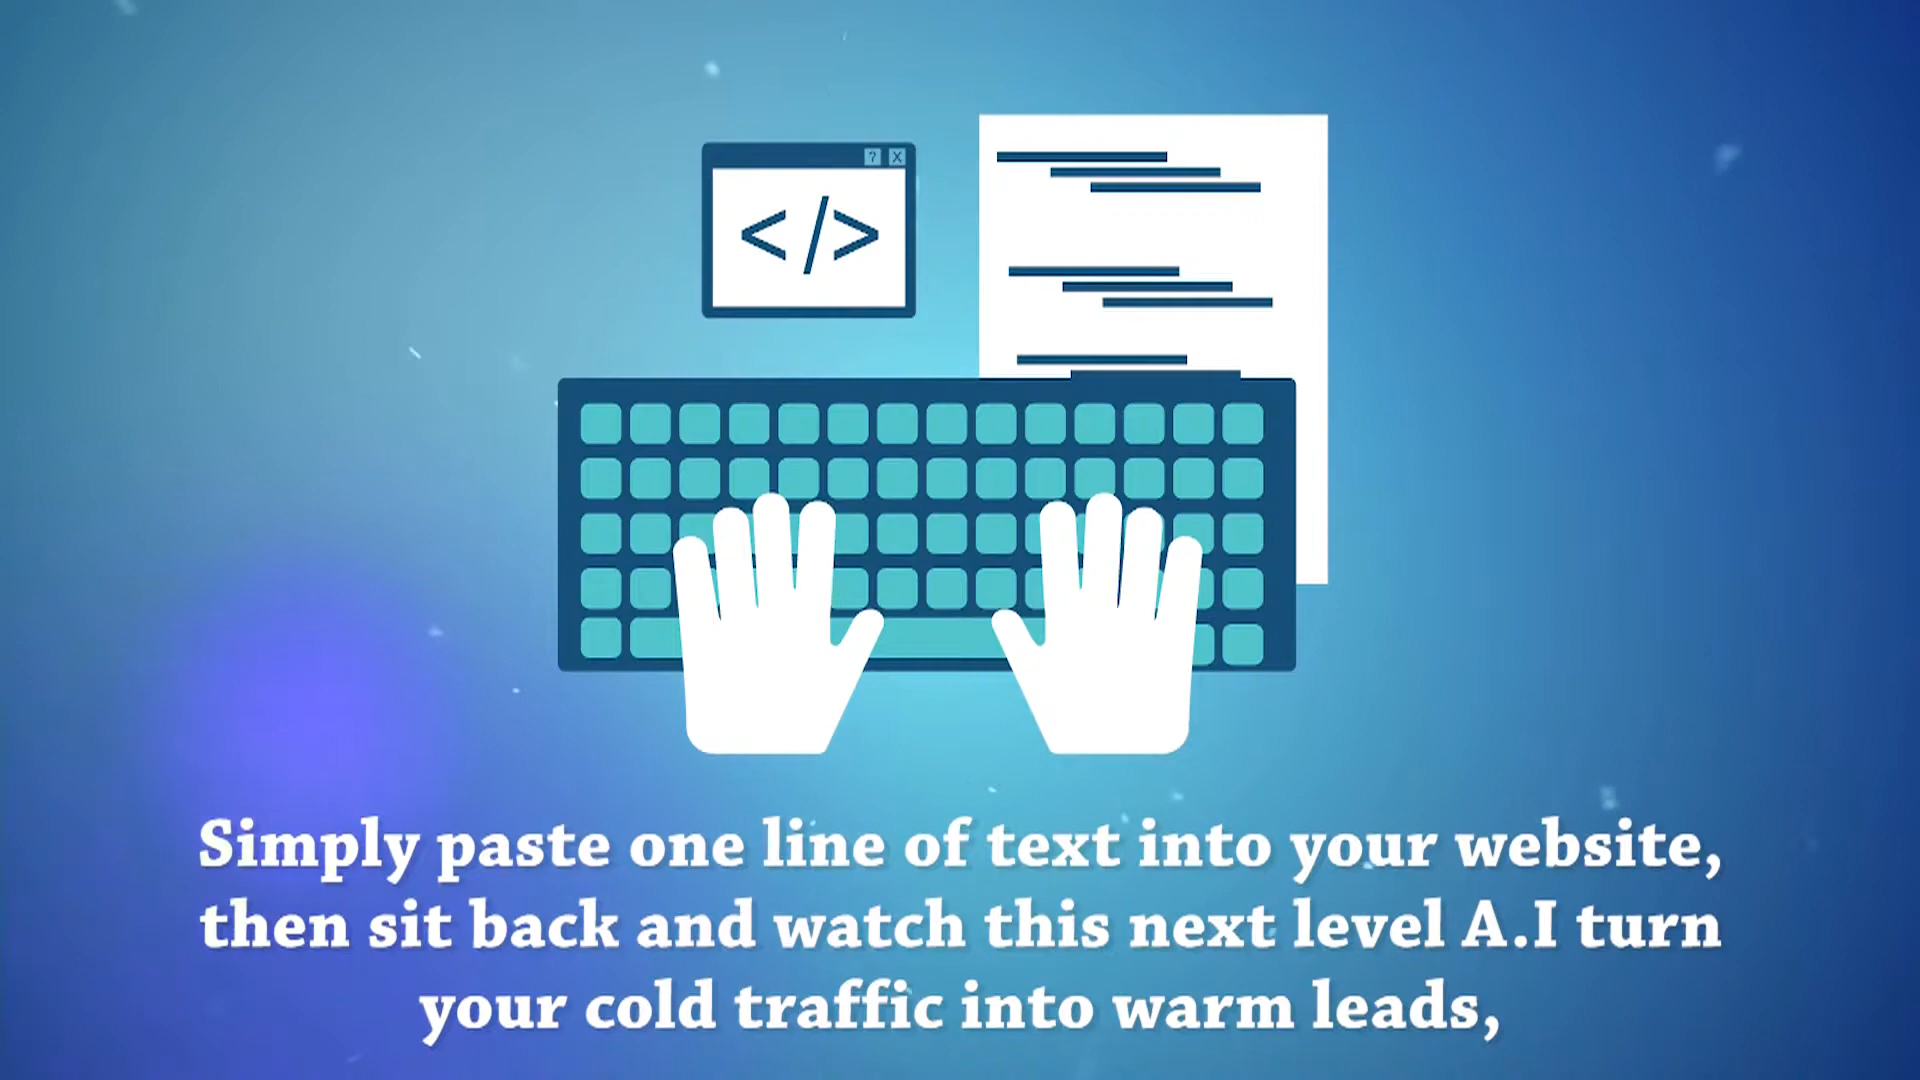 ? X
</>
Simply paste one line of text into your website,
then sit back and watch this next level A.I turn
your cold traffic into warm leads,